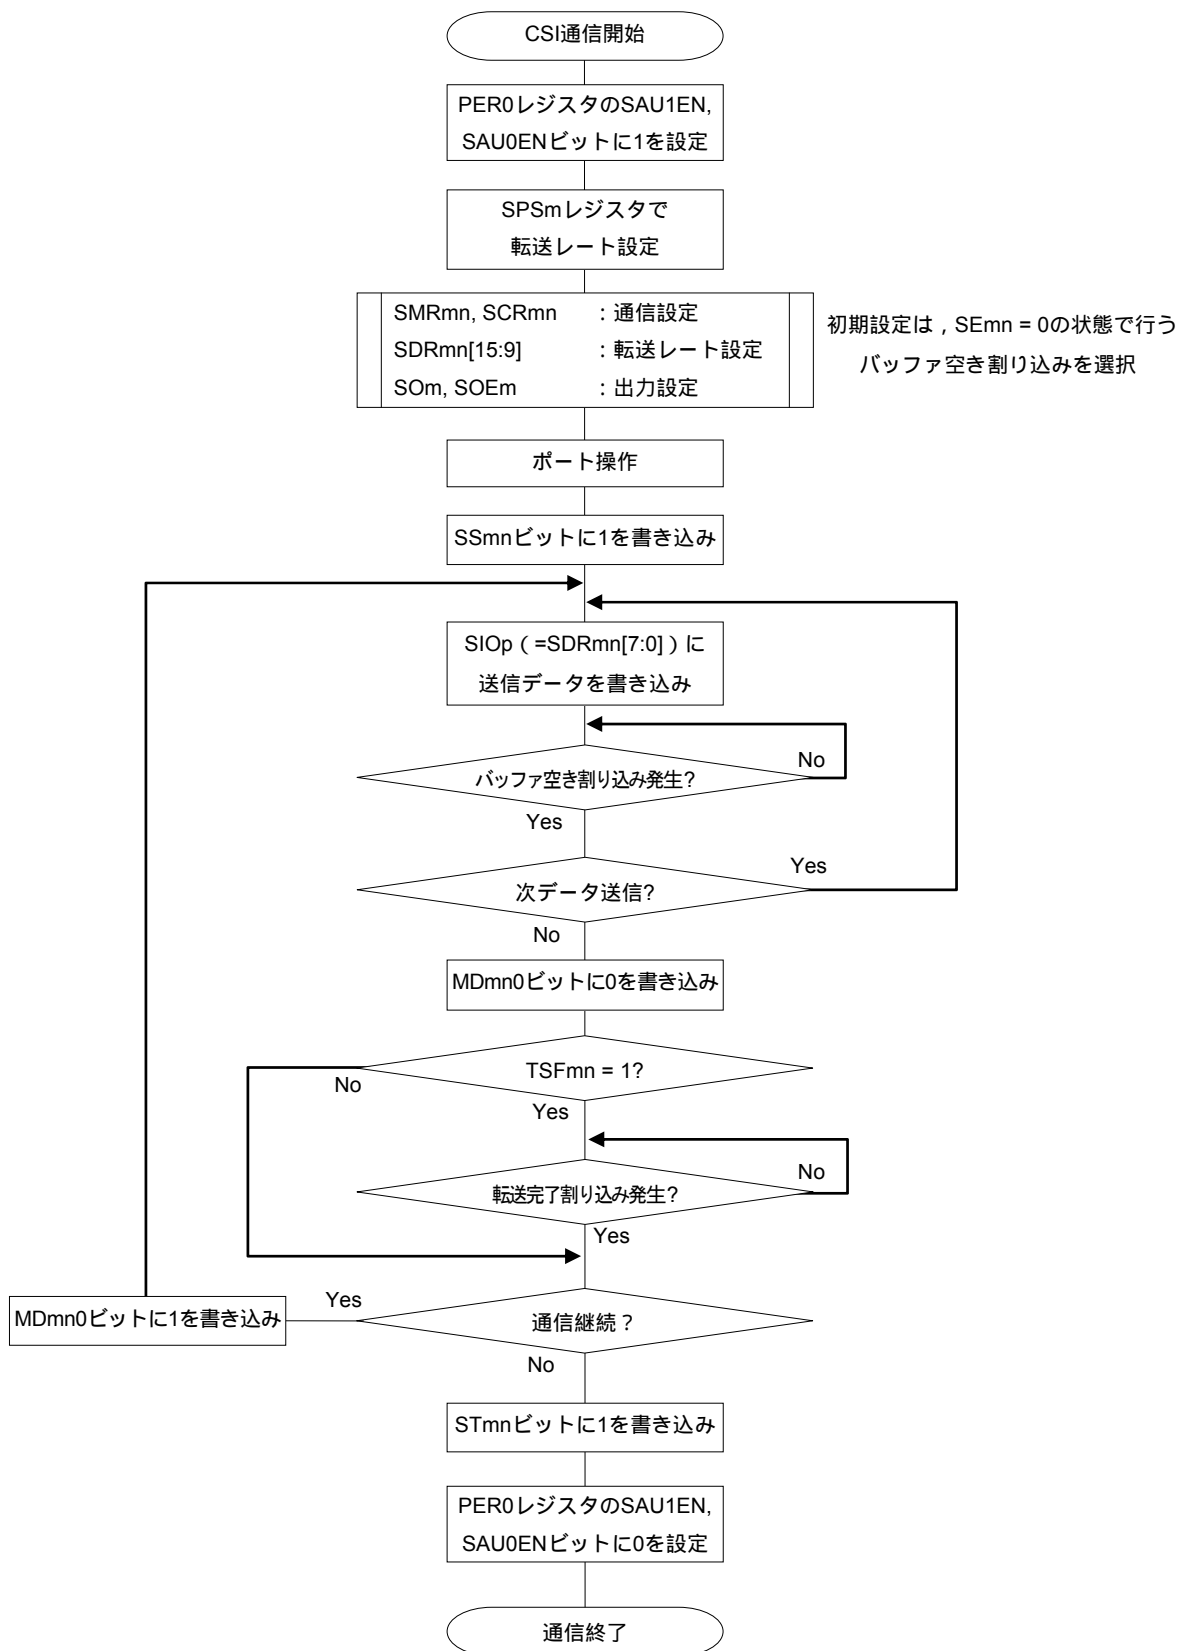 CSI通信開始
PER0レジスタのSAU1EN,
SAU0ENビットに1を設定
SPSmレジスタで
転送レート設定
SMRmn, SCRmn ：通信設定
SDRmn[15:9] ：転送レート設定
SOm, SOEm ：出力設定
初期設定は，SEmn = 0の状態で行う
バッファ空き割り込みを選択
ポート操作
SSmnビットに1を書き込み
SIOp（=SDRmn[7:0]）に
送信データを書き込み
バッファ空き割り込み発生?
No
Yes
次データ送信?
Yes
No
MDmn0ビットに0を書き込み
TSFmn = 1?
No
Yes
転送完了割り込み発生?
No
Yes
MDmn0ビットに1を書き込み
Yes
通信継続？
No
STmnビットに1を書き込み
PER0レジスタのSAU1EN,
SAU0ENビットに0を設定
通信終了